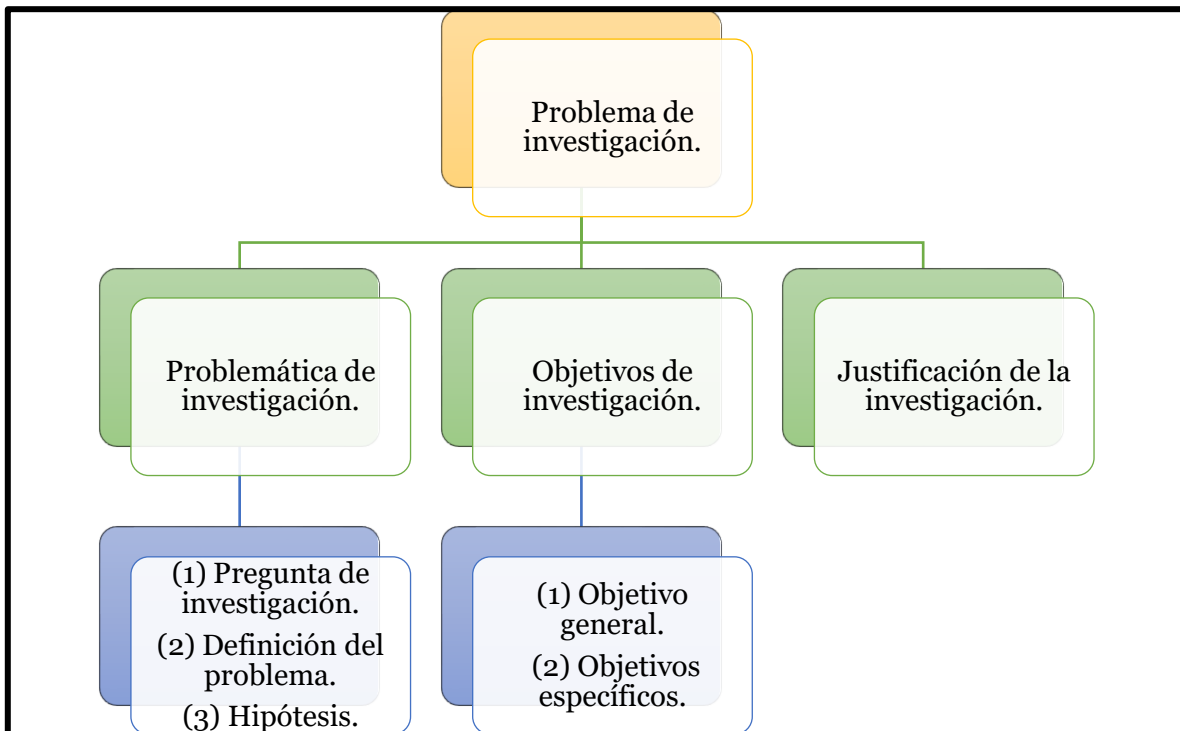 Problema de
investigación.
Problemática de
investigación.
Objetivos de
investigación.
Justificación de la
investigación.
(1) Pregunta de
investigación.
(2) Definición del
problema.
(3) Hipótesis.
(1) Objetivo
general.
(2) Objetivos
específicos.